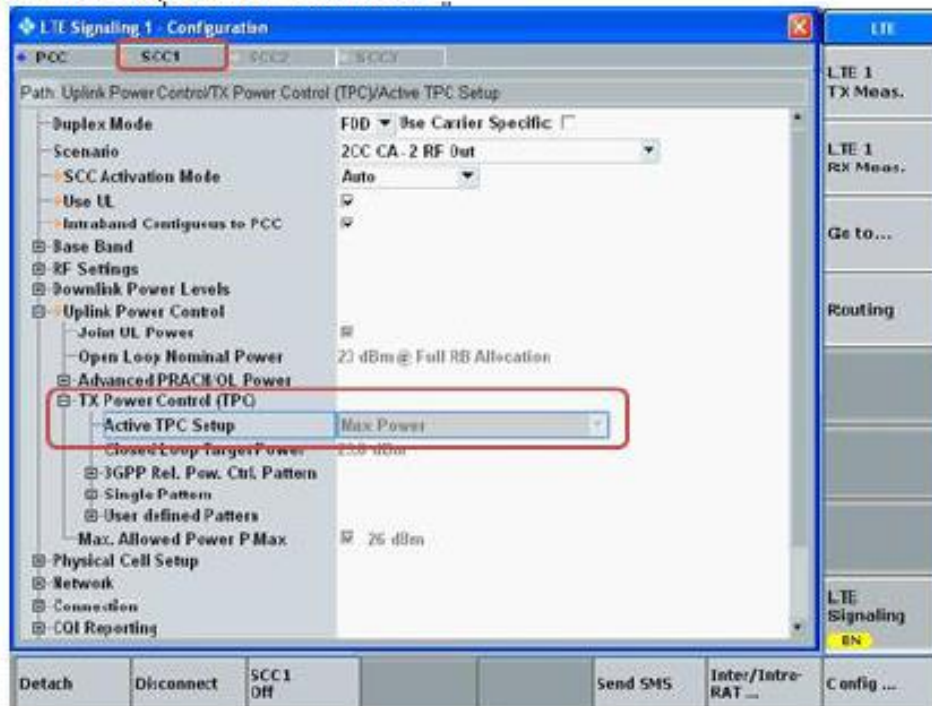 LTE Signaling 1 - Configuration
LTE
PCC SCC1 SCC2 SCC3
Path: Uplink Power Control/TX Power Control (TPC)/Active TPC Setup
Duplex Mode FDD Use Carrier Specific:
Scenario 2CC CA - 2 RF Out
SCC Activation Mode Auto
Use UL
Intraband Contiguous to PCC
Base Band
RF Settings
Downlink Power Levels
Uplink Power Control
Joint UL Power
Open Loop Nominal Power 23 dBm @ Full RB Allocation
Advanced PRACH/OL Power
TX Power Control (TPC)
Active TPC Setup Max Power
Closed Loop Target Power dBm
3GPP Rel. Pow. Ctrl. Pattern
Single Pattern
User defined Pattern
Max. Allowed Power P-Max 26 dBm
Physical Cell Setup
Network
Connection
CQI Reporting
LTE 1
TX Meas.
LTE 1
RX Meas.
Go to...
Routing
LTE
Signaling
ON
Detach
Disconnect
SCC1
Off
Send SMS
Inter/Intra-
RAT ...
Config ...